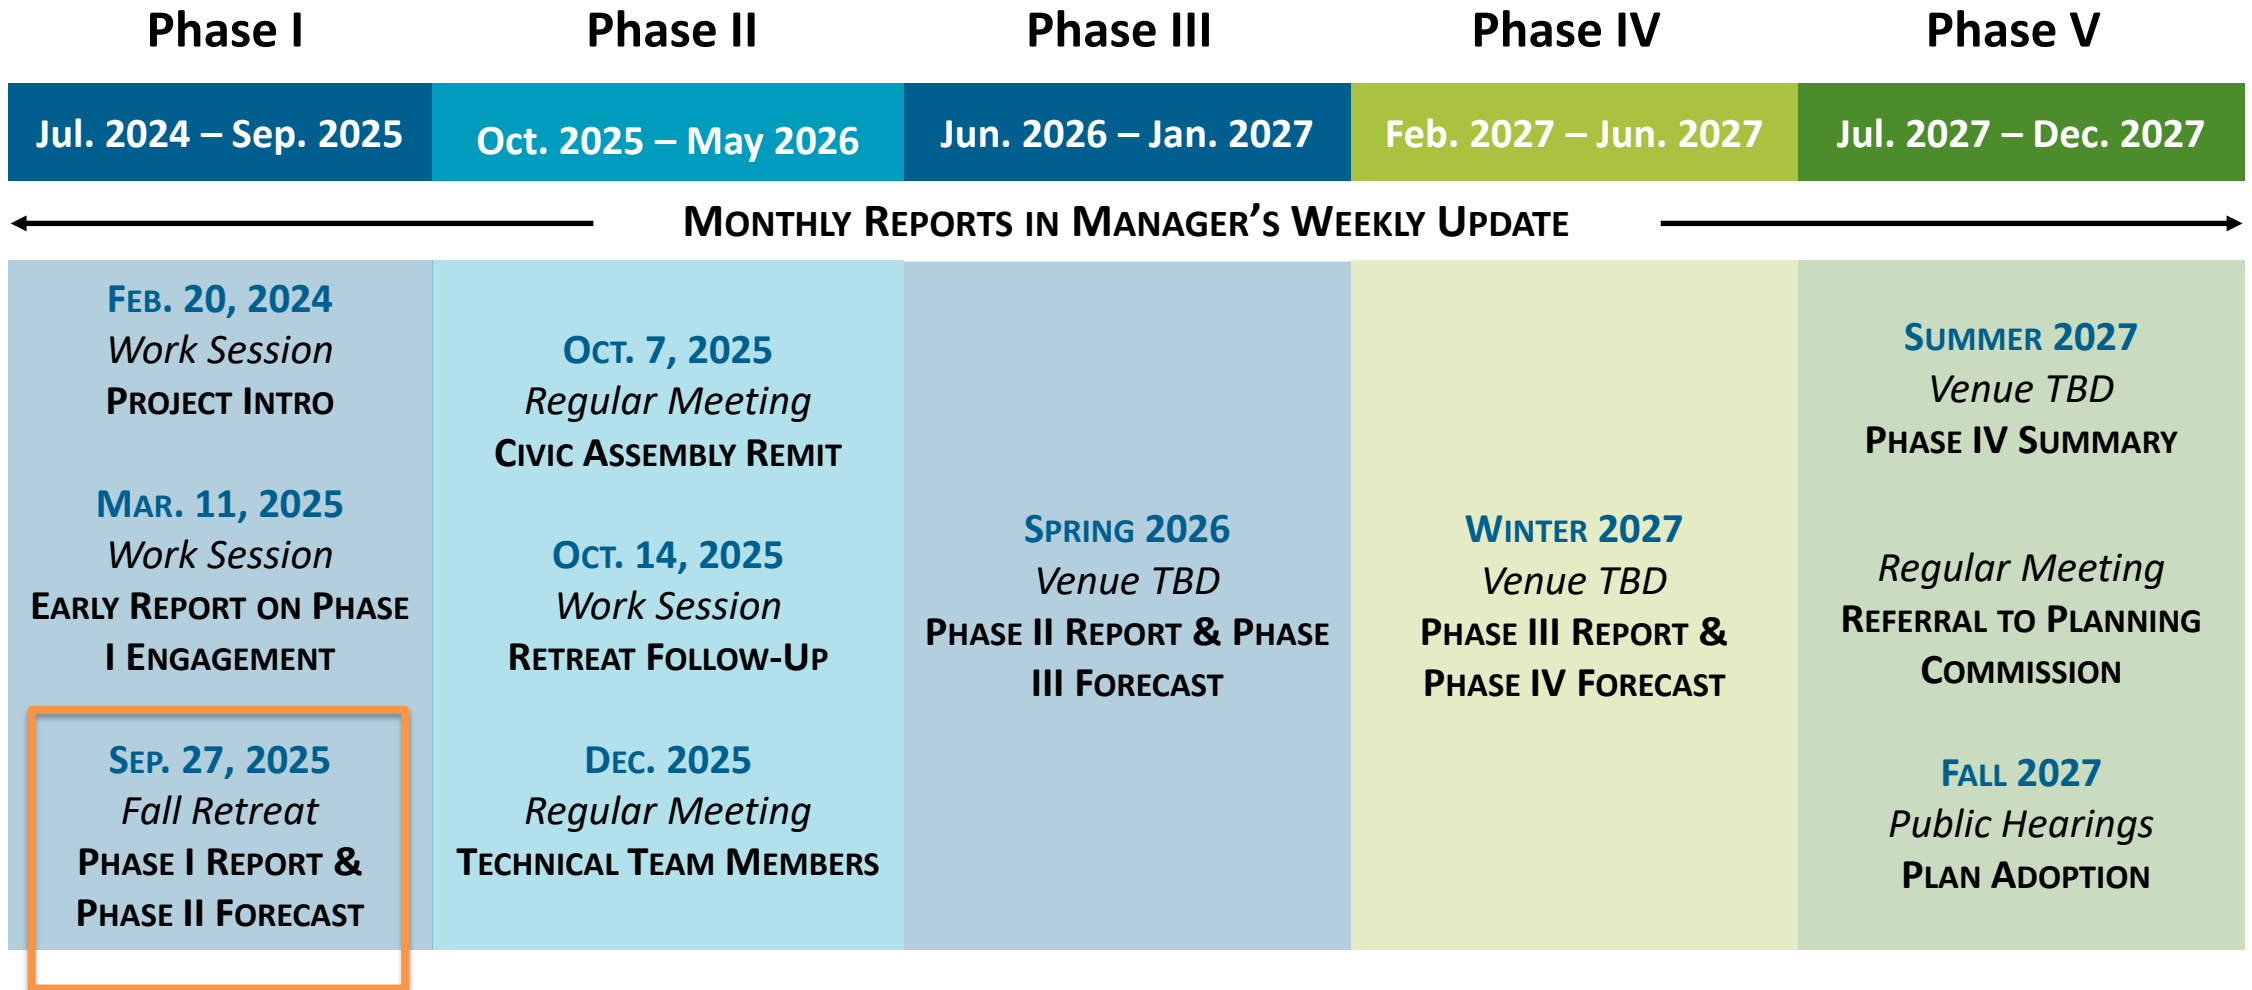 Phase I
Phase II
Phase III
Phase IV
Phase V
Jul. 2024 – Sep. 2025
Oct. 2025 – May 2026
Jun. 2026 – Jan. 2027
Feb. 2027 – Jun. 2027
Jul. 2027 – Dec. 2027
Monthly Reports in Manager’s Weekly Update
Feb. 20, 2024
Work Session
Project Intro
Mar. 11, 2025
Work Session
Early Report on Phase
I Engagement
Sep. 27, 2025
Fall Retreat
Phase I Report &
Phase II Forecast
Oct. 7, 2025
Regular Meeting
Civic Assembly Remit
Oct. 14, 2025
Work Session
Retreat Follow-Up
Dec. 2025
Regular Meeting
Technical Team Members
Spring 2026
Venue TBD
Phase II Report & Phase
III Forecast
Winter 2027
Venue TBD
Phase III Report &
Phase IV Forecast
Summer 2027
Venue TBD
Phase IV Summary
Regular Meeting
Referral to Planning
Commission
Fall 2027
Public Hearings
Plan Adoption